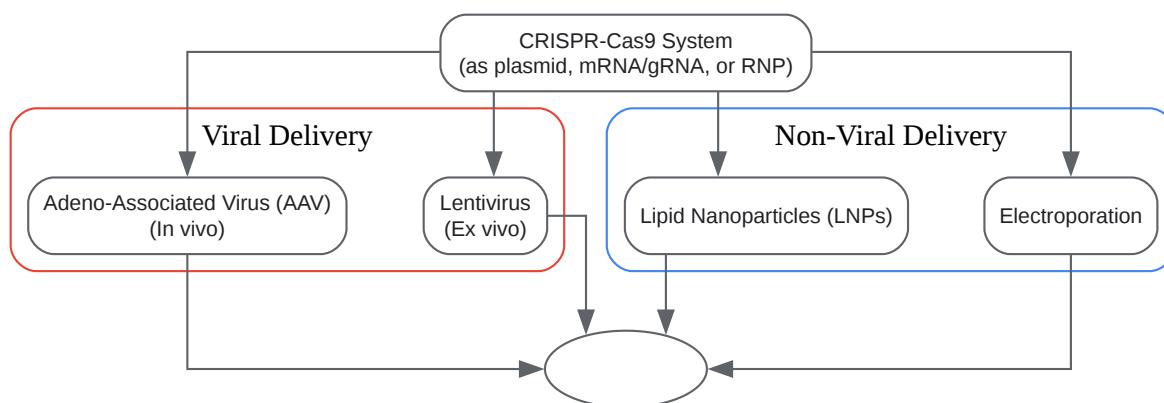 CRISPR-Cas9 System
(as plasmid, mRNA/gRNA, or RNP)
Viral Delivery
Non-Viral Delivery
Adeno-Associated Virus (AAV)
(In vivo)
Lentivirus
(Ex vivo)
Lipid Nanoparticles (LNPs)
Electroporation